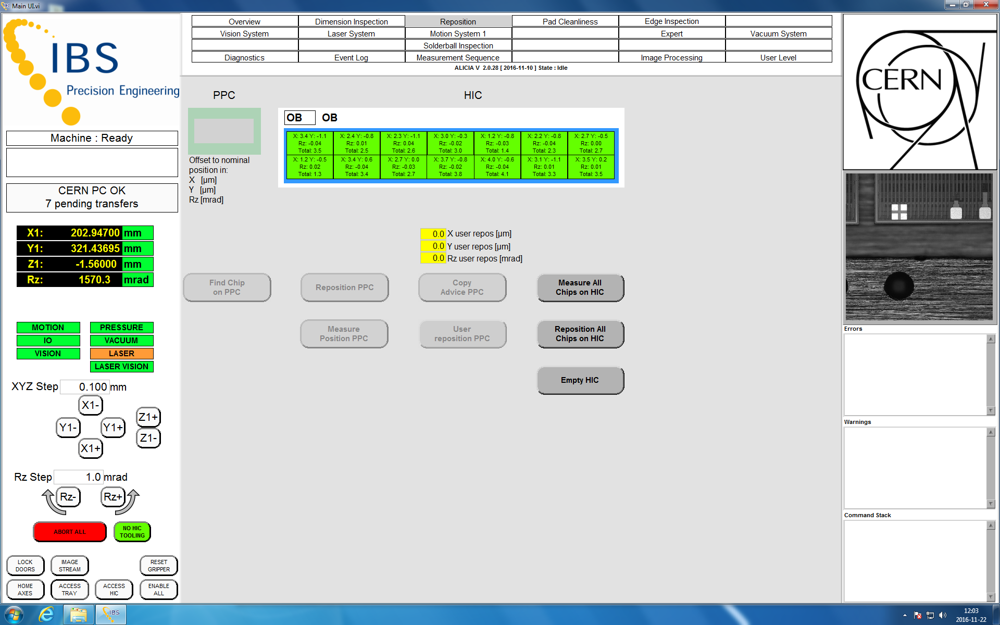 Main UI.vi
IBS
Precision Engineering
Machine : Ready
CERN PC OK
7 pending transfers
X1: 202.94700 mm
Y1: 321.43695 mm
Z1: -1.56000 mm
Rz: 1570.3 mrad
MOTION PRESSURE
IO VACUUM
VISION LASER
LASER VISION
XYZ Step 0.100 mm
X1-
Z1+
Y1- Y1+
Z1-
X1+
Rz Step 1.0 mrad
Rz- Rz+
ABORT ALL
NO HIC
TOOLING
LOCK
DOORS
IMAGE
STREAM
RESET
GRIPPER
HOME
AXES
ACCESS
TRAY
ACCESS
HIC
ENABLE
ALL
Overview Dimension Inspection Reposition Pad Cleanliness Edge Inspection
Vision System Laser System Motion System 1 Expert Vacuum System
Solderball Inspection
Diagnostics Event Log Measurement Sequence Image Processing User Level
ALICIA V 2.0.28 [ 2016-11-10 ] State : Idle
PPC HIC
OB OB
X: 3.4 Y: -1.1 X: 2.4 Y: -0.8 X: 2.3 Y: -1.1 X: 3.0 Y: -0.3 X: 1.2 Y: -0.8 X: 2.2 Y: -0.8 X: 2.7 Y: -0.5
Rz: -0.04 Rz: 0.01 Rz: 0.04 Rz: -0.02 Rz: -0.03 Rz: -0.04 Rz: 0.00
Total: 3.5 Total: 2.5 Total: 2.6 Total: 3.0 Total: 1.4 Total: 2.3 Total: 2.7
X: 1.2 Y: -0.5 X: 3.4 Y: 0.6 X: 2.7 Y: 0.0 X: 3.7 Y: -0.8 X: 4.0 Y: -0.6 X: 3.1 Y: -1.1 X: 3.5 Y: 0.2
Rz: 0.02 Rz: -0.04 Rz: -0.03 Rz: -0.02 Rz: -0.04 Rz: 0.01 Rz: 0.01
Total: 1.3 Total: 3.4 Total: 2.7 Total: 3.8 Total: 4.1 Total: 3.3 Total: 3.5
Offset to nominal
position in:
X [µm]
Y [µm]
Rz [mrad]
0.0 X user repos [µm]
0.0 Y user repos [µm]
0.0 Rz user repos [mrad]
Find Chip
on PPC
Reposition PPC
Copy
Advice PPC
Measure All
Chips on HIC
Measure
Position PPC
User
reposition PPC
Reposition All
Chips on HIC
Empty HIC
CERN
Errors
Warnings
Command Stack
IBS
12:03
2016-11-22